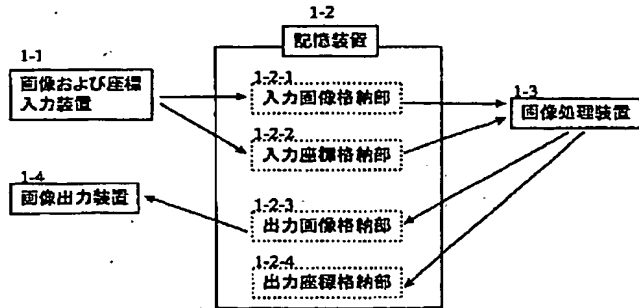 1-2
記憶装置
1-1
画像および座標
入力装置
1-2-1
入力画像格納部
1-3
画像処理装置
1-2-2
入力座標格納部
1-4
画像出力装置
1-2-3
出力画像格納部
1-2-4
出力座標格納部